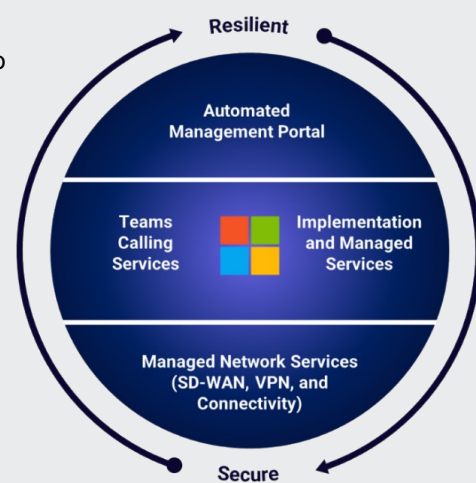 Resilient
Automated
Management Portal
Teams
Calling
Services
Implementation
and Managed
Services
Managed Network Services
(SD-WAN, VPN, and
Connectivity)
Secure